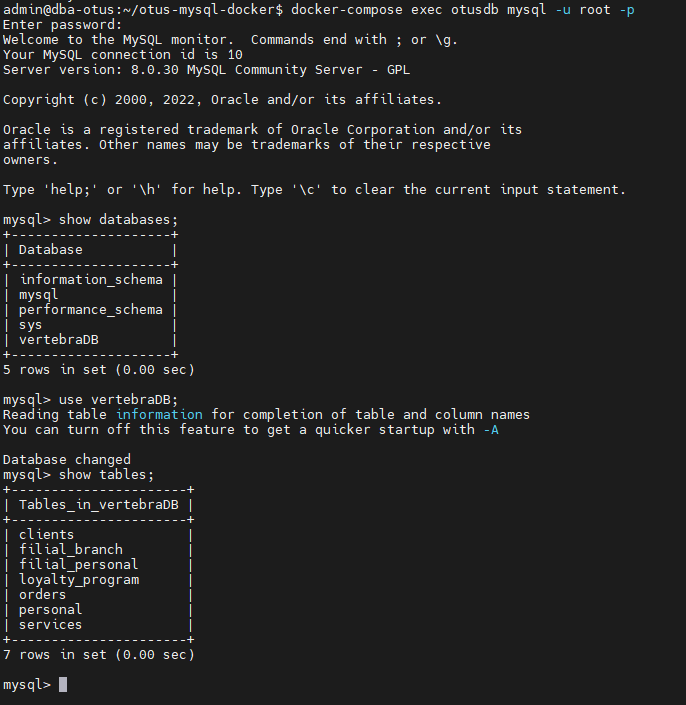 admin@dba-otus:~/otus-mysql-docker$ docker-compose exec otusdb mysql -u root -p
Enter password:
Welcome to the MySQL monitor.  Commands end with ; or \g.
Your MySQL connection id is 10
Server version: 8.0.30 MySQL Community Server - GPL

Copyright (c) 2000, 2022, Oracle and/or its affiliates.

Oracle is a registered trademark of Oracle Corporation and/or its
affiliates. Other names may be trademarks of their respective
owners.

Type 'help;' or '\h' for help. Type '\c' to clear the current input statement.

mysql> show databases;
+--------------------+
| Database           |
+--------------------+
| information_schema |
| mysql              |
| performance_schema |
| sys                |
| vertebraDB         |
+--------------------+
5 rows in set (0.00 sec)

mysql> use vertebraDB;
Reading table information for completion of table and column names
You can turn off this feature to get a quicker startup with -A

Database changed
mysql> show tables;
+----------------------+
| Tables_in_vertebraDB |
+----------------------+
| clients              |
| filial_branch        |
| filial_personal      |
| loyalty_program      |
| orders               |
| personal             |
| services             |
+----------------------+
7 rows in set (0.00 sec)

mysql>